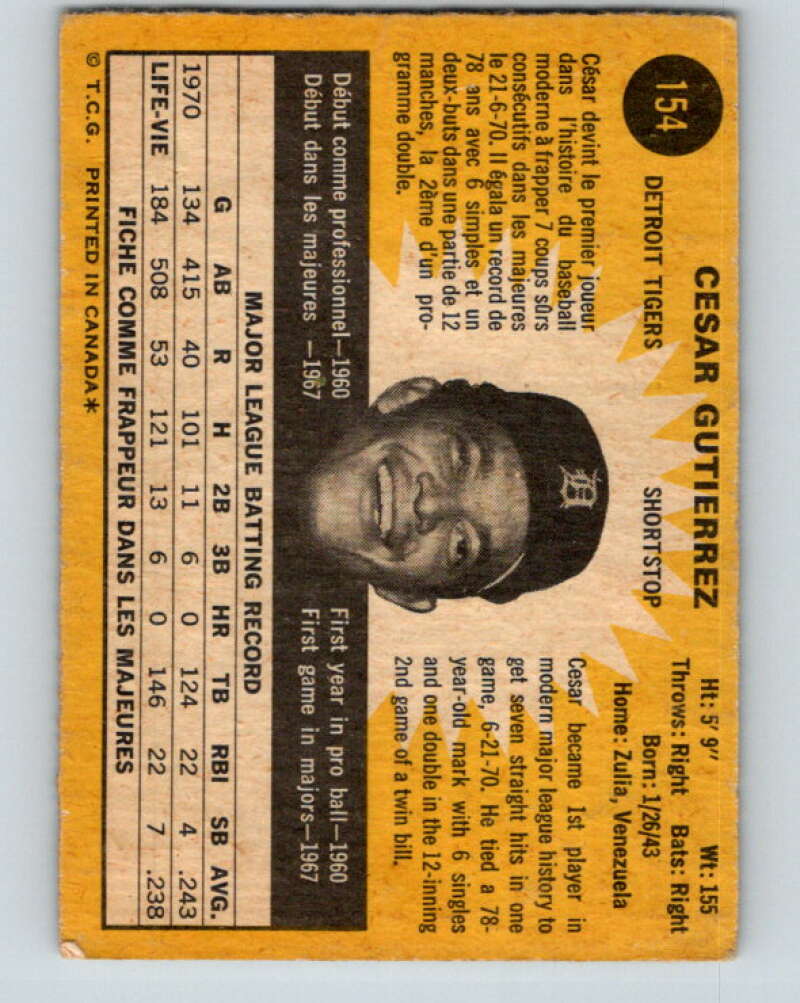 154
CESAR GUTIERREZ
DETROIT TIGERS
SHORTSTOP
Ht: 5' 9" Wt: 155
Throws: Right Bats: Right
Born: 1/26/43
Home: Zulia, Venezuela
César devint le premier joueur
dans l'histoire du baseball
moderne à frapper 7 coups sûrs
consécutifs dans les majeures
le 21-6-70. Il égala un record de
78 ans avec 6 simples et un
deux-buts dans une partie de 12
manches, la 2ème d'un pro-
gramme double.
Cesar became 1st player in
modern major league history to
get seven straight hits in one
game, 6-21-70. He tied a 78-
year-old mark with 6 singles
and one double in the 12-inning
2nd game of a twin bill.
Début comme professionnel—1960
Début dans les majeures —1967
First year in pro ball—1960
First game in majors—1967
MAJOR LEAGUE BATTING RECORD
G AB R H 2B 3B HR TB RBI SB AVG.
1970 134 415 40 101 11 6 0 124 22 4 .243
LIFE-VIE 184 508 53 121 13 6 0 146 22 7 .238
FICHE COMME FRAPPEUR DANS LES MAJEURES
© T.C.G. PRINTED IN CANADA*